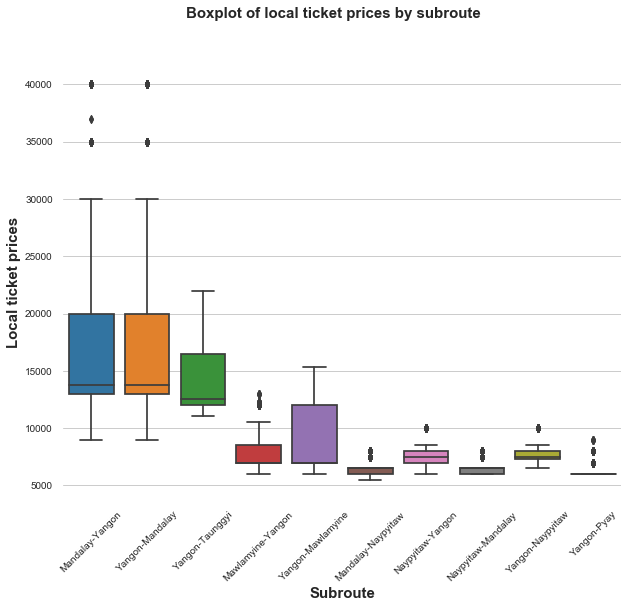 Boxplot of local ticket prices by subroute
Local ticket prices
40000
35000
30000
25000
20000
15000
10000
5000
Mandalay-Yangon
Yangon-Mandalay
Yangon-Taunggyi
Mawlamyine-Yangon
Yangon-Mawlamyine
Mandalay-Naypyitaw
Naypyitaw-Yangon
Naypyitaw-Mandalay
Yangon-Naypyitaw
Yangon-Pyay
Subroute